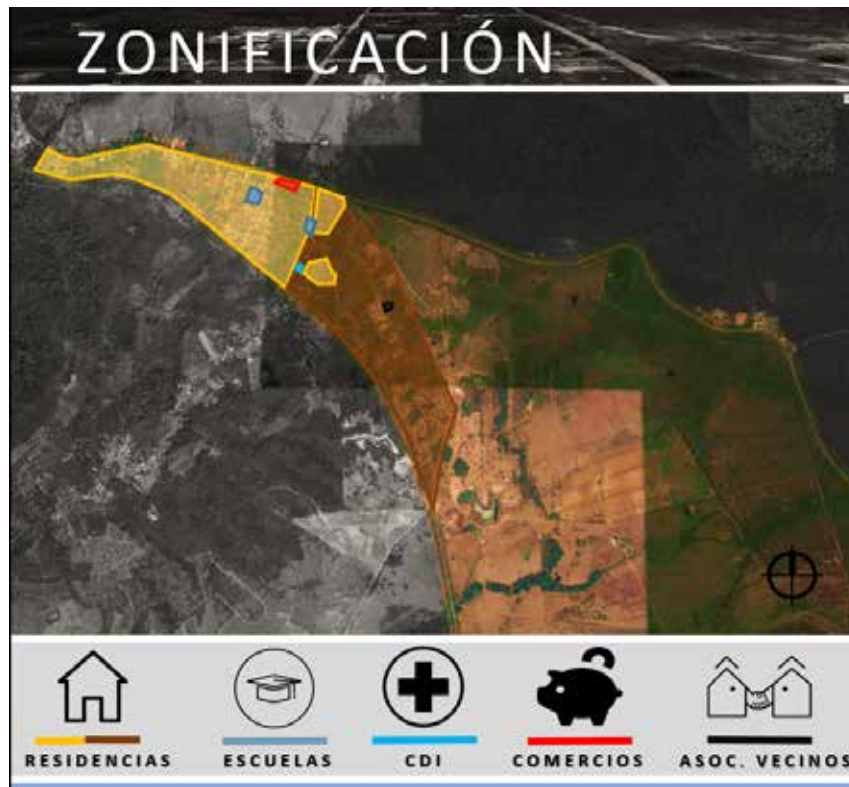 ZONIFICACIÓN
RESIDENCIAS
ESCUELAS
CDI
COMERCIOS
ASOC. VECINOS